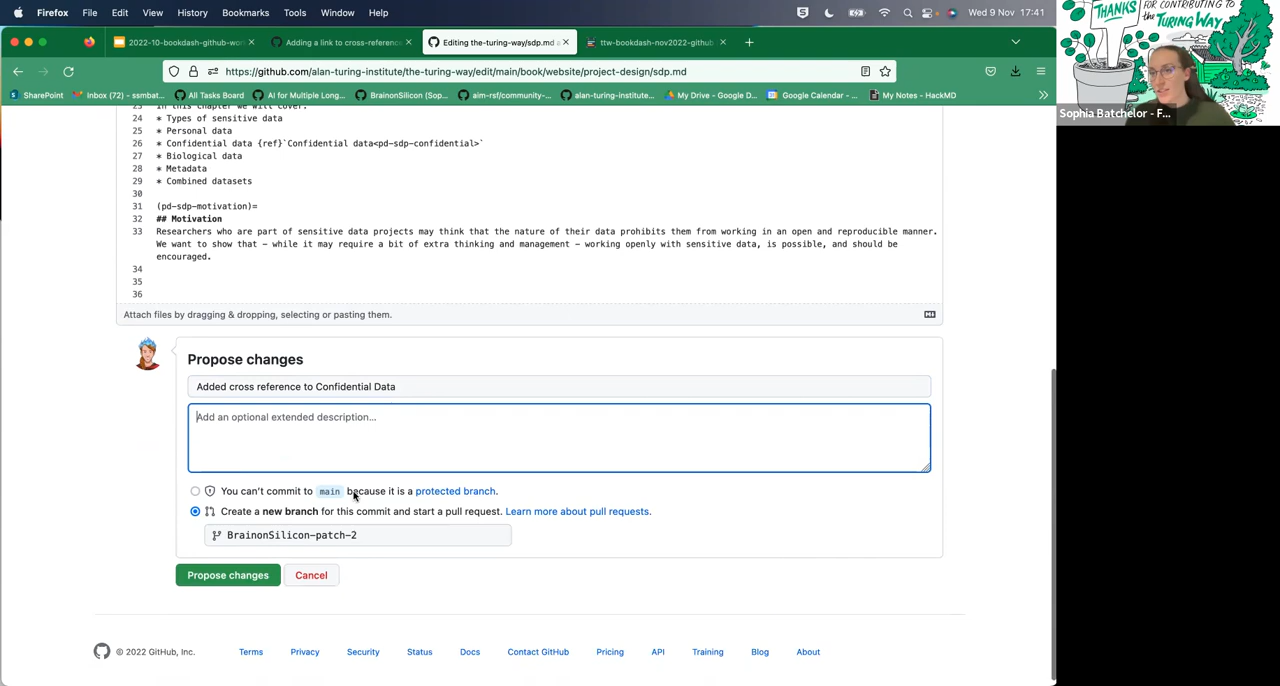 Firefox File Edit View History Bookmarks Tools Window Help
Wed 9 Nov 17:41
2022-10-bookdash-github-wor
Adding a link to cross-reference
Editing the-turing-way/sdp.md a
ttw-bookdash-nov2022-github-
https://github.com/alan-turing-institute/the-turing-way/edit/main/book/website/project-design/sdp.md
SharePoint
Inbox (72) - ssmbat...
All Tasks Board
AI for Multiple Long...
BrainonSilicon (Sop...
aim-rsf/community-...
alan-turing-institute...
My Drive - Google D...
Google Calendar - ...
My Notes - HackMD
23 In this chapter we will cover:
24 * Types of sensitive data
25 * Personal data
26 * Confidential data {ref}`Confidential data<pd-sdp-confidential>`
27 * Biological data
28 * Metadata
29 * Combined datasets
30
31 (pd-sdp-motivation)=
32 ## Motivation
33 Researchers who are part of sensitive data projects may think that the nature of their data prohibits them from working in an open and reproducible manner.
We want to show that – while it may require a bit of extra thinking and management – working openly with sensitive data, is possible, and should be
encouraged.
34
35
36
Attach files by dragging & dropping, selecting or pasting them.
Propose changes
Added cross reference to Confidential Data
Add an optional extended description...
You can't commit to main because it is a protected branch.
Create a new branch for this commit and start a pull request. Learn more about pull requests.
BrainonSilicon-patch-2
Propose changes Cancel
© 2022 GitHub, Inc. Terms Privacy Security Status Docs Contact GitHub Pricing API Training Blog About
THANKS FOR CONTRIBUTING TO
the TURING WAY
Sophia Batchelor - F...